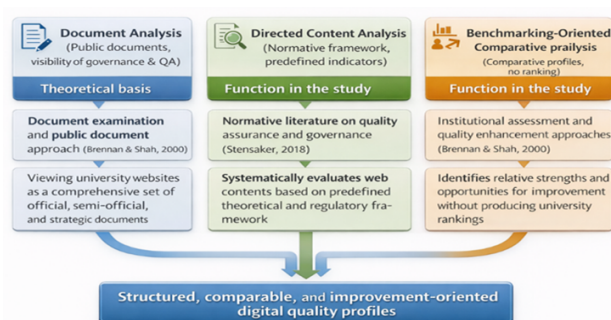 Document Analysis
(Public documents,
visibility of governance & QA)
Theoretical basis
Document examination
and public document
approach (Brennan & Shah, 2000)
Viewing university websites
as a comprehensive set of
official, semi-official,
and strategic documents
Directed Content Analysis
(Normative framework,
predefined indicators)
Function in the study
Normative literature on quality
assurance and governance
(Stensaker, 2018)
Systematically evaluates web
contents based on predefined
theoretical and regulatory fra-
mework
Benchmarking-Oriented
Comparative prailysis
(Comparative profiles,
no ranking)
Function in the study
Institutional assessment and
quality enhancement approaches
(Brennan & Shah, 2000)
Identifies relative strengths and
opportunities for improvement
without producing university
rankings
Structured, comparable, and improvement-oriented
digital quality profiles